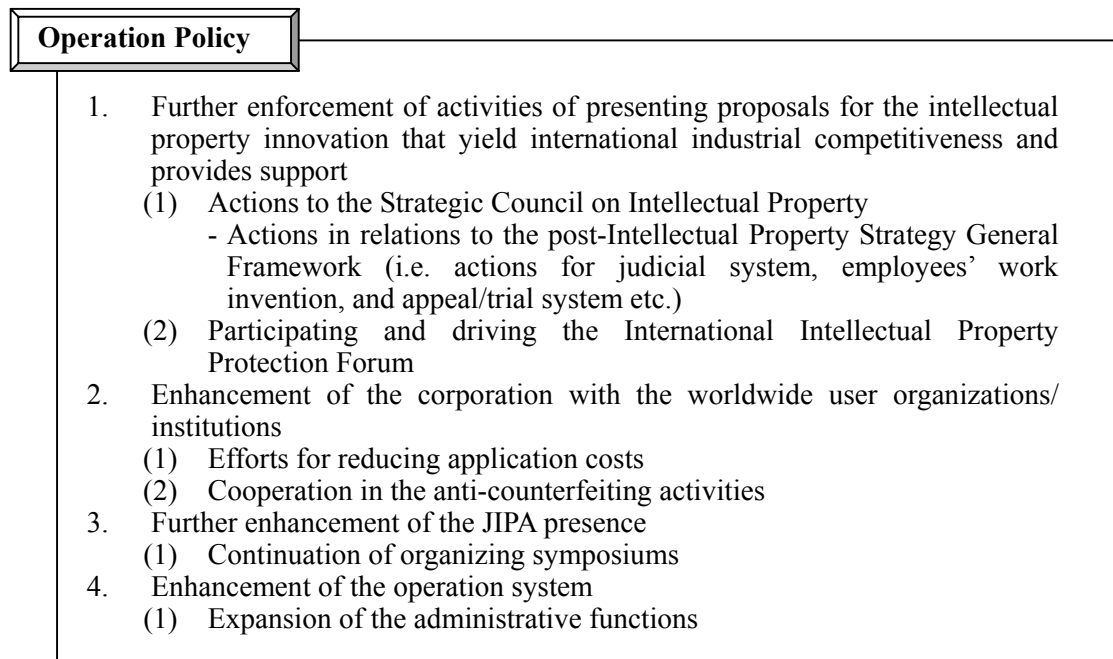 Operation Policy
1. Further enforcement of activities of presenting proposals for the intellectual
property innovation that yield international industrial competitiveness and
provides support
(1) Actions to the Strategic Council on Intellectual Property
- Actions in relations to the post-Intellectual Property Strategy General
Framework (i.e. actions for judicial system, employees’ work
invention, and appeal/trial system etc.)
(2) Participating and driving the International Intellectual Property
Protection Forum
2. Enhancement of the corporation with the worldwide user organizations/
institutions
(1) Efforts for reducing application costs
(2) Cooperation in the anti-counterfeiting activities
3. Further enhancement of the JIPA presence
(1) Continuation of organizing symposiums
4. Enhancement of the operation system
(1) Expansion of the administrative functions